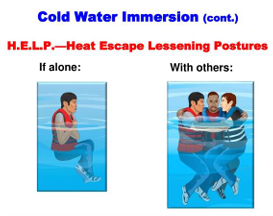 Cold Water Immersion (cont.)
H.E.L.P.—Heat Escape Lessening Postures
If alone:
With others: